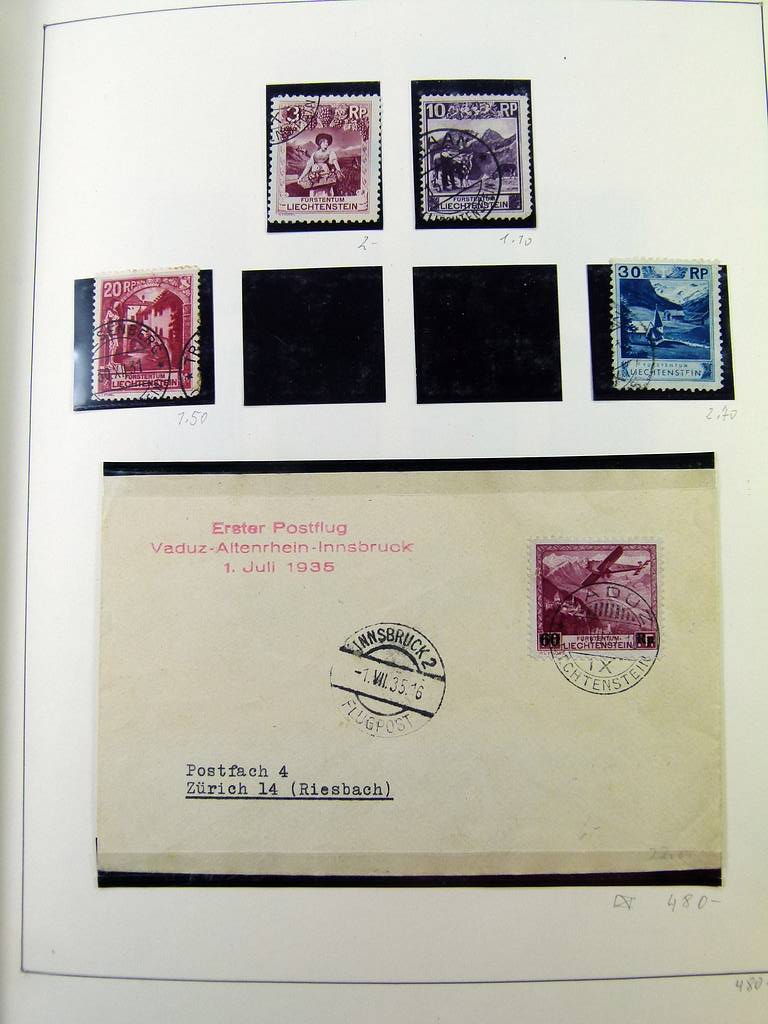 3 RP
FÜRSTENTUM
LIECHTENSTEIN
10 RP
LIECHTENSTEIN
2-
1.10
20 RP
FÜRSTENTUM
LIECHTENSTEIN
30 RP
FÜRSTENTUM
LIECHTENSTEIN
1.50
2.70
Erster Postflug
Vaduz-Altenrhein-Innsbruck
1. Juli 1935
60 Rp
FÜRSTENTUM-
LIECHTENSTEIN
VADUZ
IX
LIECHTENSTEIN
INNSBRUCK 2
-1.VII.35.16
FLUGPOST
Postfach 4
Zürich 14 (Riesbach)
480-
480-